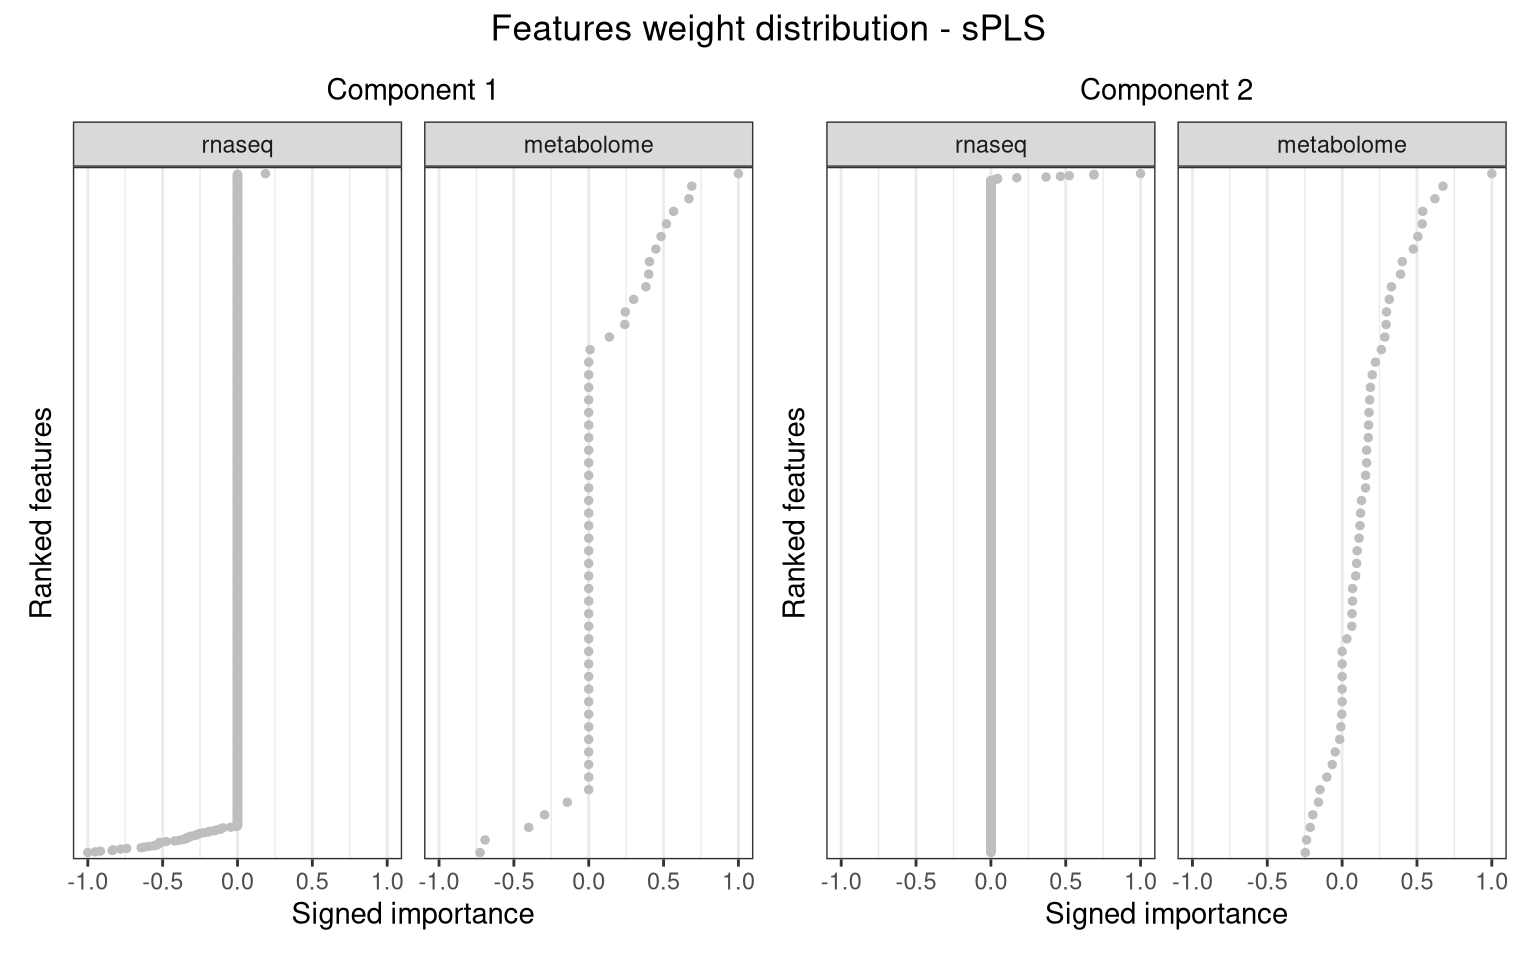 Features weight distribution - sPLS
Component 1
Component 2
rnaseq
metabolome
rnaseq
metabolome
Ranked features
Ranked features
-1.0 -0.5 0.0 0.5 1.0 -1.0 -0.5 0.0 0.5 1.0
-1.0 -0.5 0.0 0.5 1.0 -1.0 -0.5 0.0 0.5 1.0
Signed importance
Signed importance